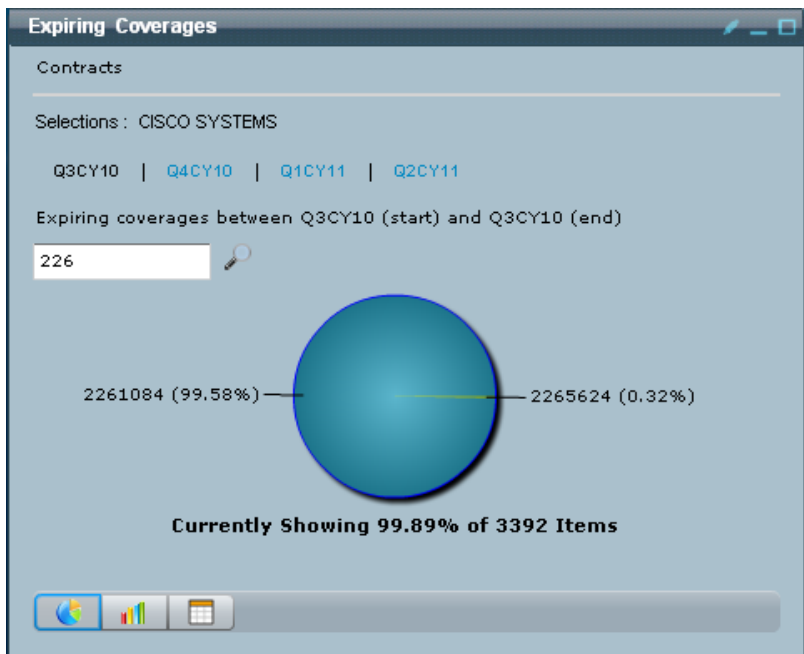 Expiring Coverages
Contracts
Selections : CISCO SYSTEMS
Q3CY10 | Q4CY10 | Q1CY11 | Q2CY11
Expiring coverages between Q3CY10 (start) and Q3CY10 (end)
226
2261084 (99.58%)
2265624 (0.32%)
Currently Showing 99.89% of 3392 Items